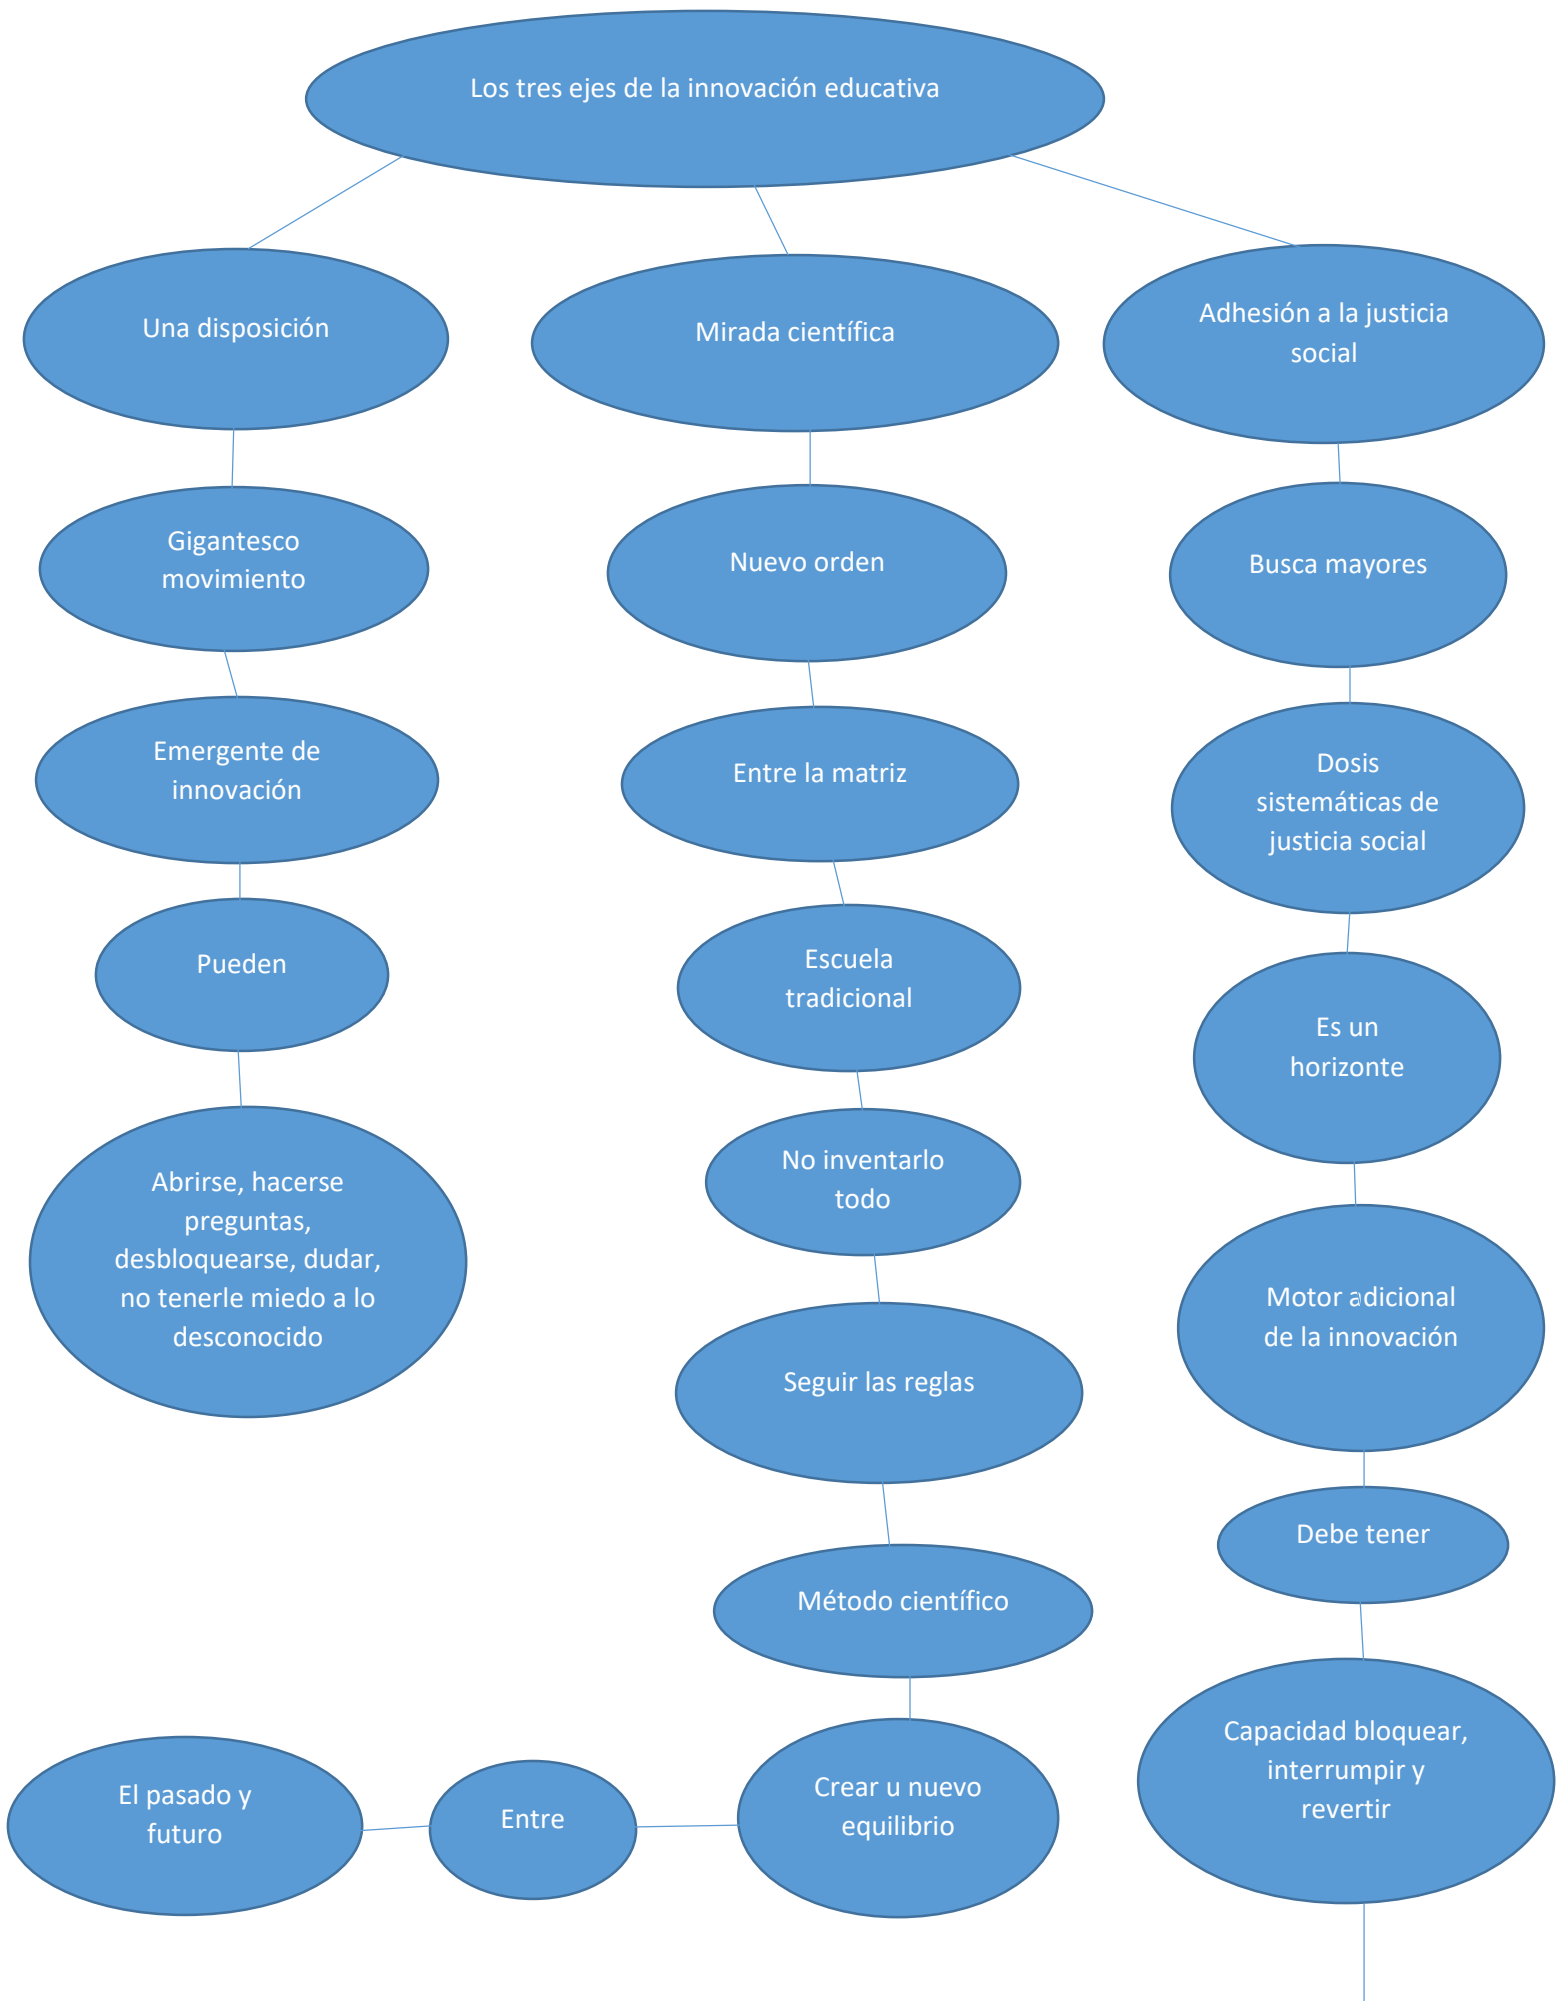 Los tres ejes de la innovación educativa
Una disposición
Gigantesco
movimiento
Emergente de
innovación
Pueden
Abrirse, hacerse
preguntas,
desbloquearse, dudar,
no tenerle miedo a lo
desconocido
Mirada científica
Nuevo orden
Entre la matriz
Escuela
tradicional
No inventarlo
todo
Seguir las reglas
Método científico
Crear u nuevo
equilibrio
Entre
El pasado y
futuro
Adhesión a la justicia
social
Busca mayores
Dosis
sistemáticas de
justicia social
Es un
horizonte
Motor adicional
de la innovación
Debe tener
Capacidad bloquear,
interrumpir y
revertir